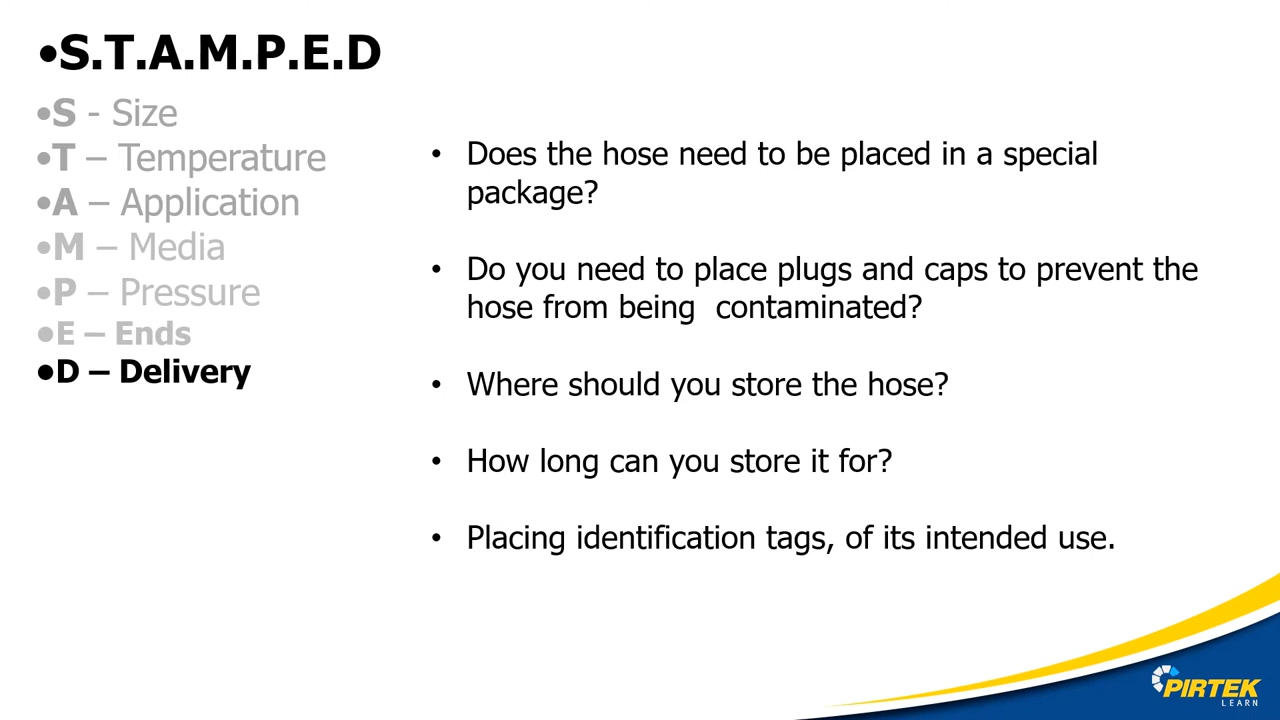 •S.T.A.M.P.E.D
•S - Size
•T – Temperature
•A – Application
•M – Media
•P – Pressure
•E – Ends
•D – Delivery
• Does the hose need to be placed in a special
package?
• Do you need to place plugs and caps to prevent the
hose from being  contaminated?
• Where should you store the hose?
• How long can you store it for?
• Placing identification tags, of its intended use.
PIRTEK
LEARN